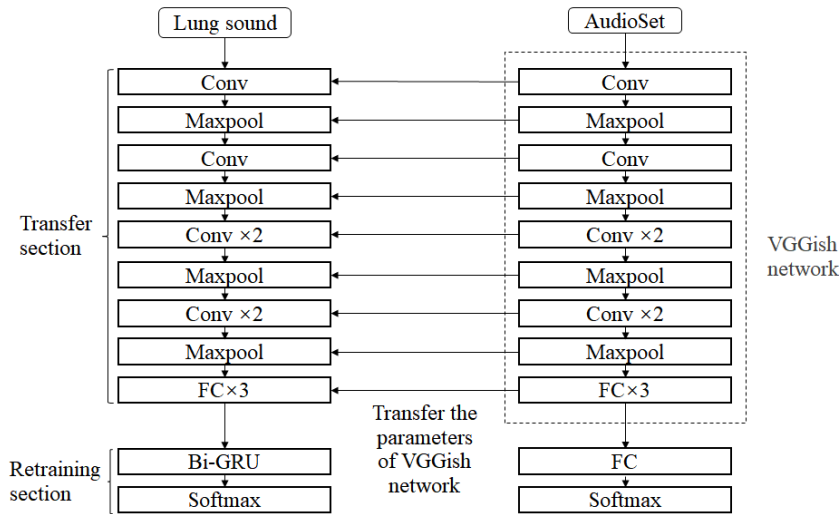 Lung sound
AudioSet
Conv
Conv
Maxpool
Maxpool
Conv
Conv
Maxpool
Maxpool
Transfer
section
Conv ×2
Conv ×2
VGGish
network
Maxpool
Maxpool
Conv ×2
Conv ×2
Maxpool
Maxpool
FC×3
FC×3
Transfer the
parameters
of VGGish
network
Retraining
section
Bi-GRU
FC
Softmax
Softmax